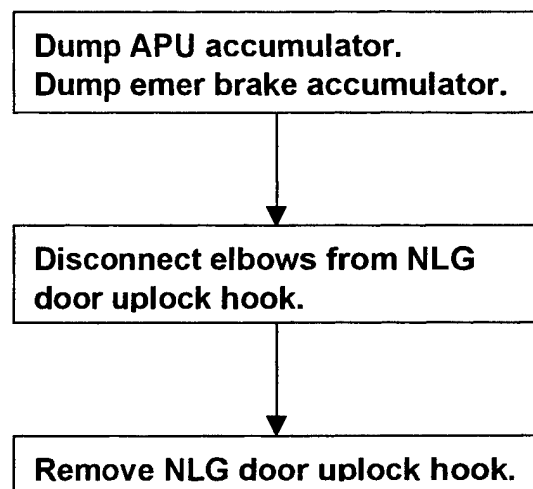 Dump APU accumulator.
Dump emer brake accumulator.
Disconnect elbows from NLG
door uplock hook.
Remove NLG door uplock hook.